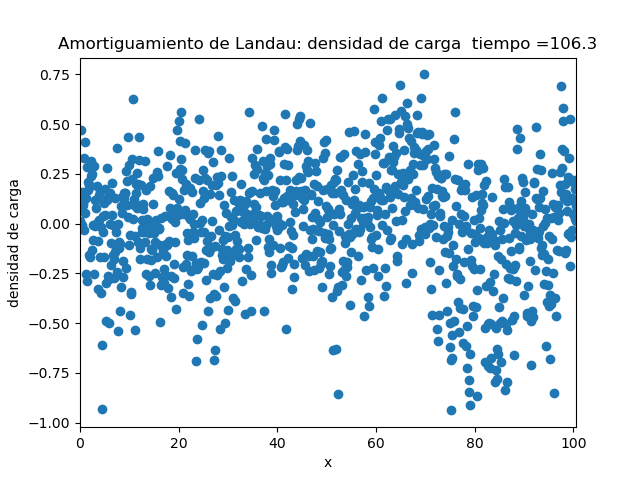 Amortiguamiento de Landau: densidad de carga  tiempo =106.3
densidad de carga
0.75
0.50
0.25
0.00
−0.25
−0.50
−0.75
−1.00
0 20 40 60 80 100
x